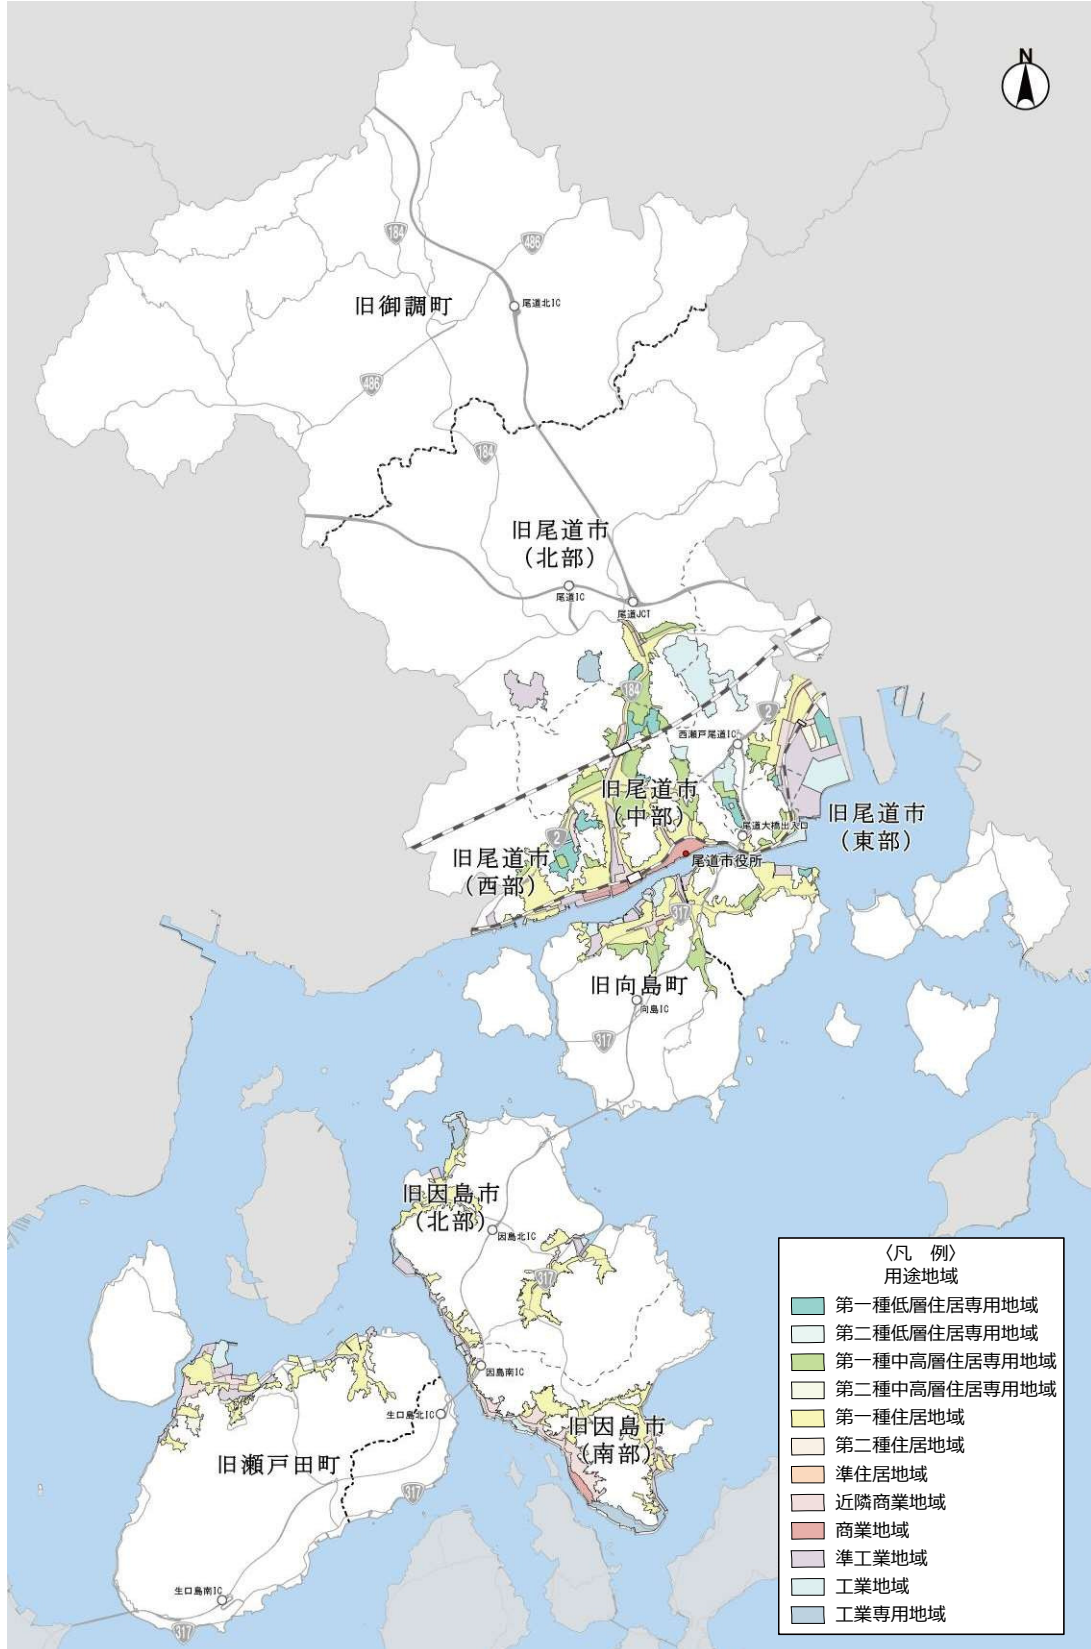 N
184
486
旧御調町
尾道北IC
486
184
旧尾道市
(北部)
尾道IC
尾道JCT
184
2
西瀬戸尾道IC
旧尾道市
(中部)
旧尾道市
(東部)
尾道大橋出入口
2
旧尾道市
(西部)
尾道市役所
317
旧向島町
向島IC
317
旧因島市
(北部)
因島北IC
317
因島南IC
生口島北IC
旧因島市
(南部)
旧瀬戸田町
317
生口島南IC
317
〈凡 例〉
用途地域
第一種低層住居専用地域
第二種低層住居専用地域
第一種中高層住居専用地域
第二種中高層住居専用地域
第一種住居地域
第二種住居地域
準住居地域
近隣商業地域
商業地域
準工業地域
工業地域
工業専用地域